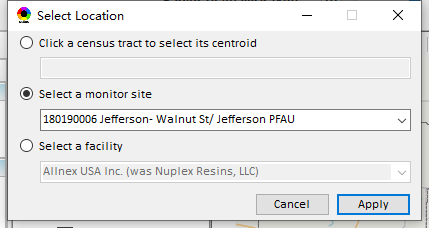 Select Location
Click a census tract to select its centroid
Select a monitor site
180190006 Jefferson- Walnut St/ Jefferson PFAU
Select a facility
Allnex USA Inc. (was Nuplex Resins, LLC)
Cancel
Apply